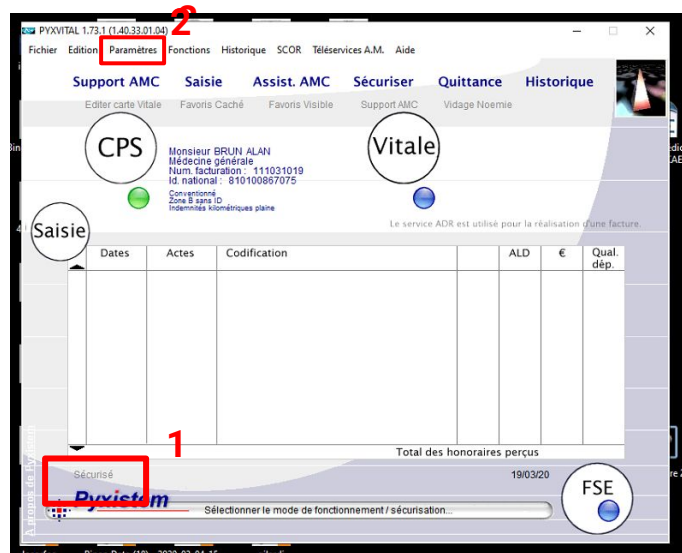 PYXVITAL 1.73.1 (1.40.33.01.04)
2
Fichier Edition Paramètres Fonctions Historique SCOR Téléservices A.M. Aide
Support AMC Saisie Assist. AMC Sécuriser Quittance Historique
Editer carte Vitale Favoris Caché Favoris Visible Support AMC Vidage Noemie
CPS
Monsieur BRUN ALAN
Médecine générale
Num. facturation : 111031019
Id. national : 810100867075
Conventionné
Zone B sans ID
Indemnités kilométriques plaine
Vitale
Le service ADR est utilisé pour la réalisation d'une facture.
Saisie
Dates Actes Codification ALD € Qual. dép.
Total des honoraires perçus
1
Sécurisé
19/03/20
FSE
Pyxistem
Sélectionner le mode de fonctionnement / sécurisation...
A propos de Pyxistem